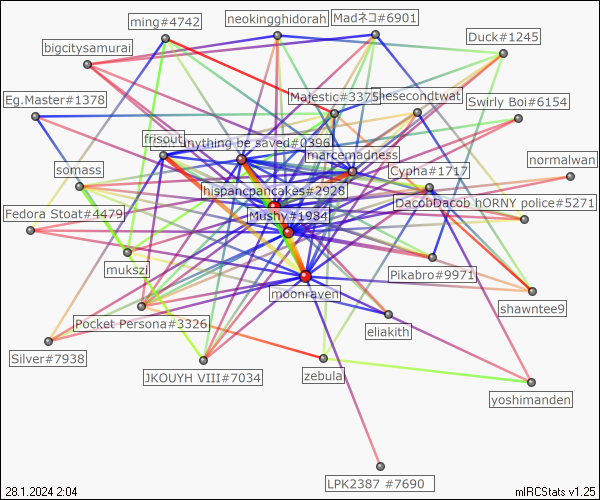 ming#4742
neokingghidorah
Madネコ#6901
bigcitysamurai
Duck#1245
Eg.Master#1378
Majestic#3375
hesecondtwat
Swirly Boi#6154
frisout
nything be saved#0396
marcemadness
normalwan
somass
Cypha#1717
hispancpancakes#2928
DacobDacob hORNY police#5271
Fedora Stoat#4479
Mushy.#1984
mukszi
Pikabro#9971
moonraven
shawntee9
Pocket Persona#3326
eliakith
Silver#7938
JKOUYH VIII#7034
zebula
yoshimanden
LPK2387 #7690
28.1.2024 2:04
mIRCStats v1.25